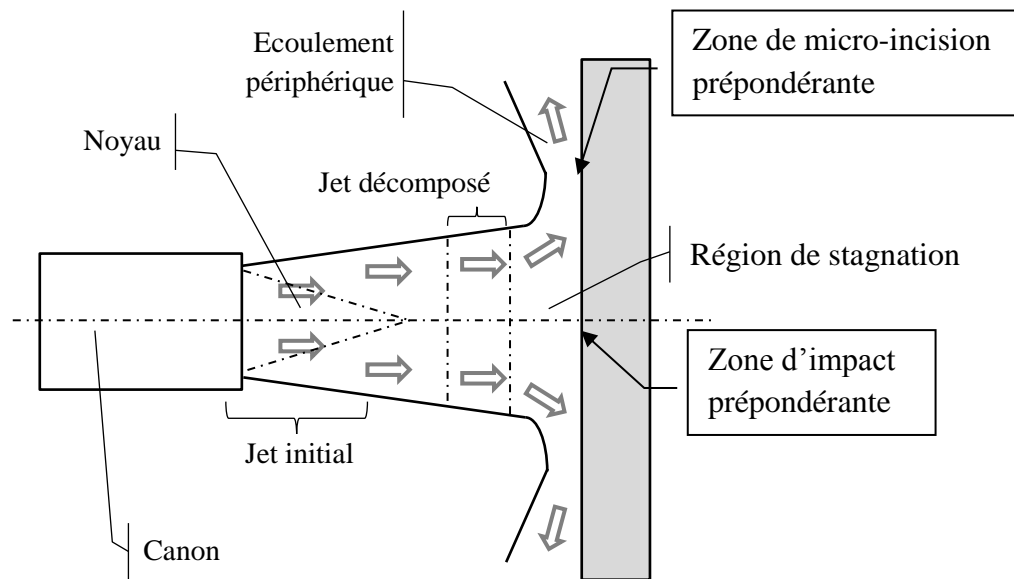 Ecoulement
périphérique
Zone de micro-incision
prépondérante
Noyau
Jet décomposé
Région de stagnation
Zone d’impact
prépondérante
Jet initial
Canon